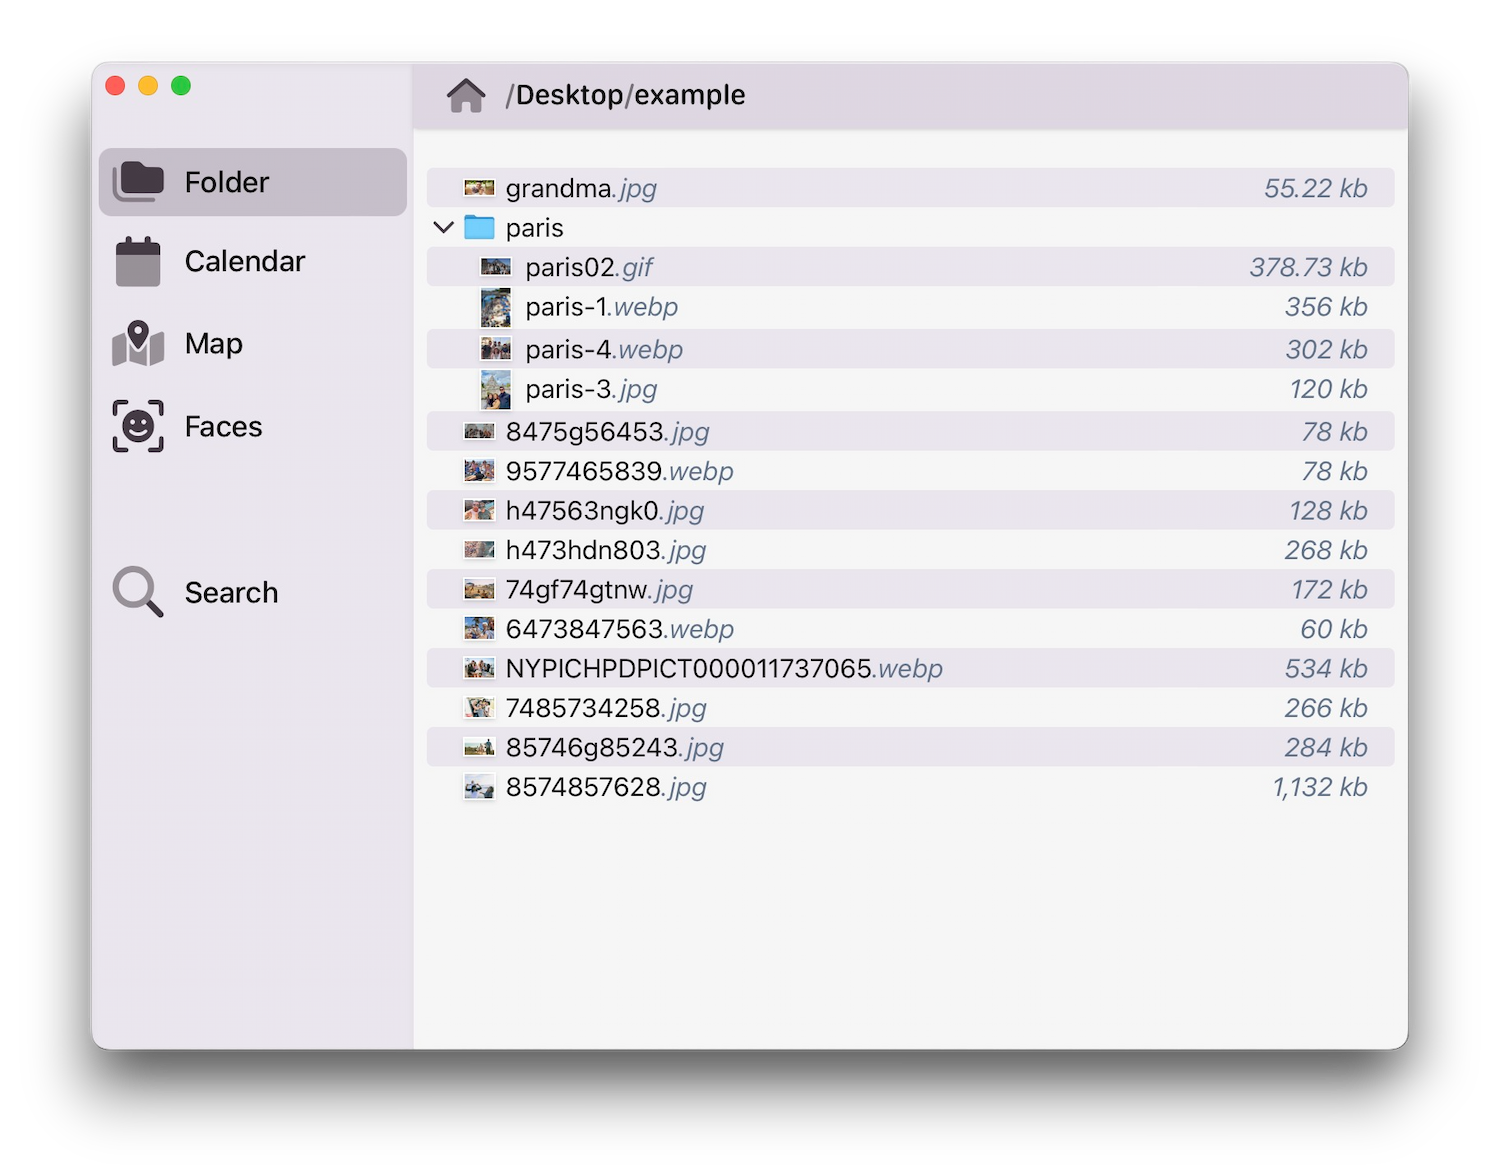 /Desktop/example
Folder
Calendar
Map
Faces
Search
grandma.jpg 55.22 kb
paris
paris02.gif 378.73 kb
paris-1.webp 356 kb
paris-4.webp 302 kb
paris-3.jpg 120 kb
8475g56453.jpg 78 kb
9577465839.webp 78 kb
h47563ngk0.jpg 128 kb
h473hdn803.jpg 268 kb
74gf74gtnw.jpg 172 kb
6473847563.webp 60 kb
NYPICHPDPICT000011737065.webp 534 kb
7485734258.jpg 266 kb
85746g85243.jpg 284 kb
8574857628.jpg 1,132 kb